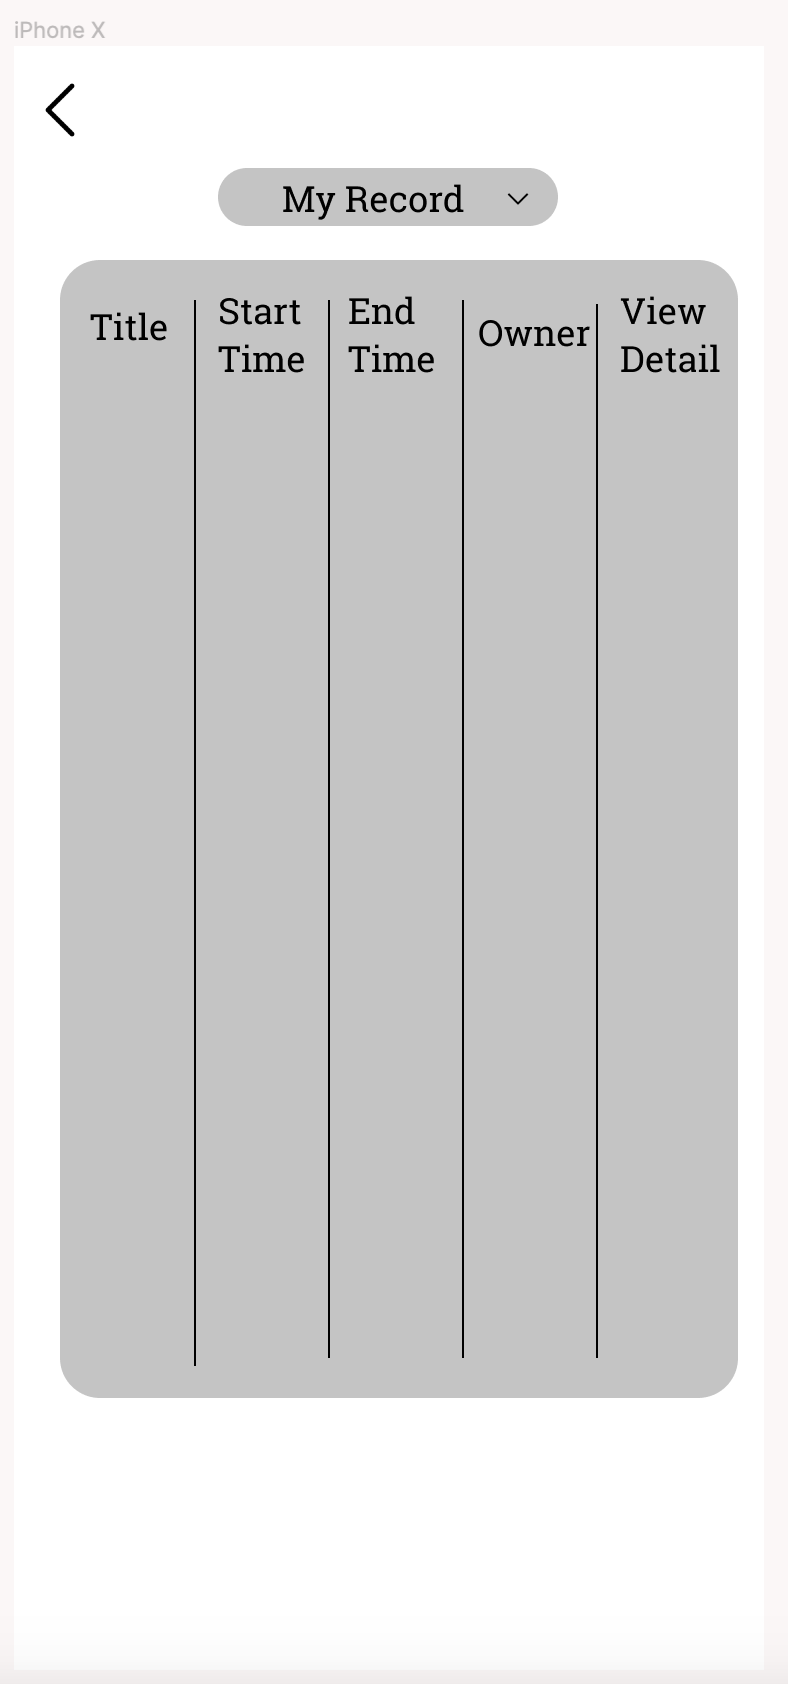 iPhone X
My Record
Title
Start
Time
End
Time
Owner
View
Detail